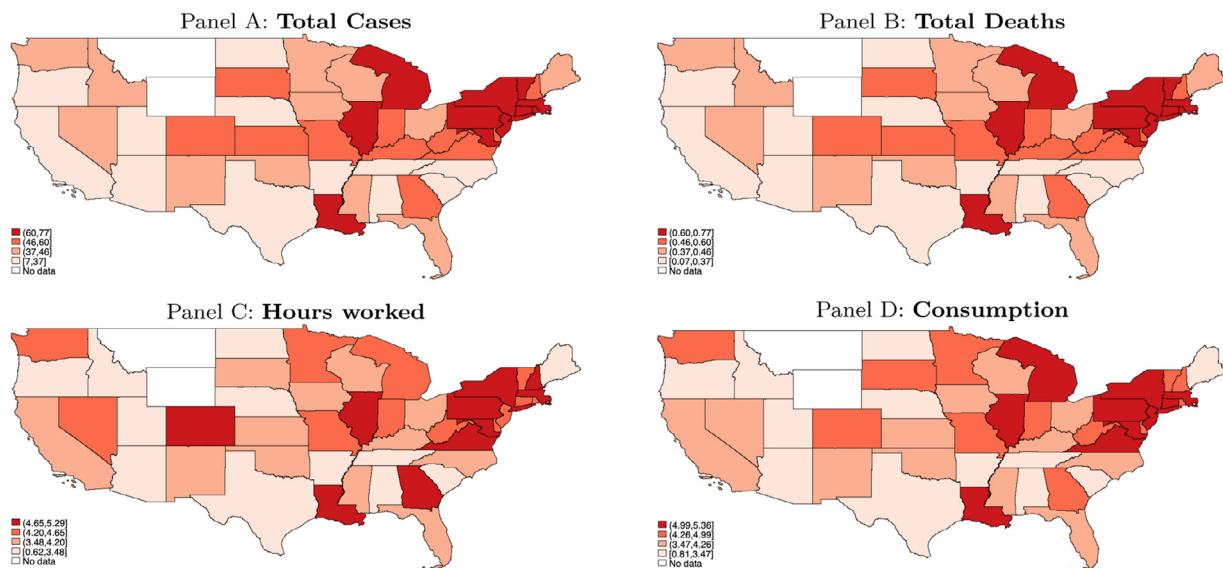 Panel A: Total Cases
(60,77]
(46,60]
(37,46]
[7,37]
No data
Panel B: Total Deaths
(0.60,0.77]
(0.46,0.60]
(0.37,0.46]
[0.07,0.37]
No data
Panel C: Hours worked
(4.65,5.29]
(4.20,4.65]
(3.48,4.20]
[0.62,3.48]
No data
Panel D: Consumption
(4.99,5.36]
(4.26,4.99]
(3.47,4.26]
[0.81,3.47]
No data